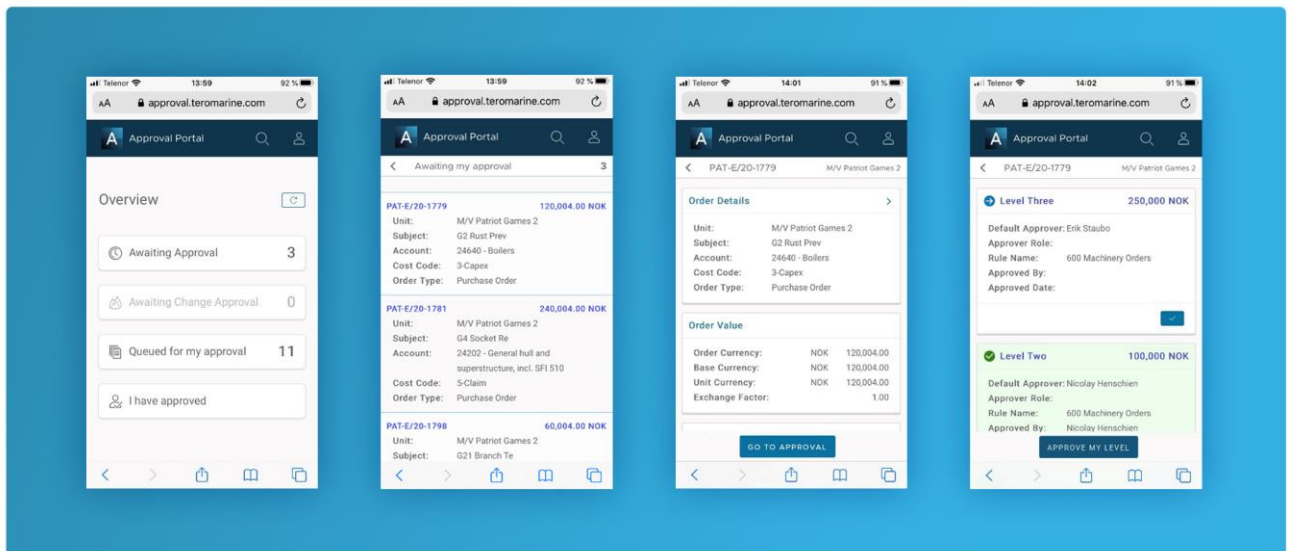 Telenor 13:59 92 %
AA approval.teromarine.com
A Approval Portal
Overview
Awaiting Approval 3
Awaiting Change Approval 0
Queued for my approval 11
I have approved
Telenor 13:59 92 %
AA approval.teromarine.com
A Approval Portal
Awaiting my approval 3
PAT-E/20-1779 120,004.00 NOK
Unit: M/V Patriot Games 2
Subject: G2 Rust Prev
Account: 24640 - Boilers
Cost Code: 3-Capex
Order Type: Purchase Order
PAT-E/20-1781 240,004.00 NOK
Unit: M/V Patriot Games 2
Subject: G4 Socket Re
Account: 24202 - General hull and
superstructure, incl. SFI 510
Cost Code: 5-Claim
Order Type: Purchase Order
PAT-E/20-1798 60,004.00 NOK
Unit: M/V Patriot Games 2
Subject: G21 Branch Te
Telenor 14:01 91 %
AA approval.teromarine.com
A Approval Portal
PAT-E/20-1779 M/V Patriot Games 2
Order Details
Unit: M/V Patriot Games 2
Subject: G2 Rust Prev
Account: 24640 - Boilers
Cost Code: 3-Capex
Order Type: Purchase Order
Order Value
Order Currency: NOK 120,004.00
Base Currency: NOK 120,004.00
Unit Currency: NOK 120,004.00
Exchange Factor: 1.00
GO TO APPROVAL
Telenor 14:02 91 %
AA approval.teromarine.com
A Approval Portal
PAT-E/20-1779 M/V Patriot Games 2
Level Three 250,000 NOK
Default Approver: Erik Staubo
Approver Role:
Rule Name: 600 Machinery Orders
Approved By:
Approved Date:
Level Two 100,000 NOK
Default Approver: Nicolay Henschien
Approver Role:
Rule Name: 600 Machinery Orders
Approved By: Nicolay Henschien
APPROVE MY LEVEL